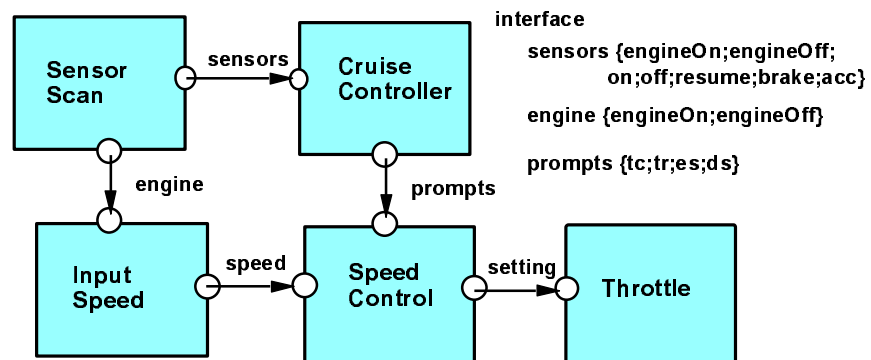 interface
sensors {engineOn;engineOff;
on;off;resume;brake;acc}
engine {engineOn;engineOff}
prompts {tc;tr;es;ds}
Sensor
Scan
sensors
Cruise
Controller
engine
prompts
Input
Speed
speed
Speed
Control
setting
Throttle